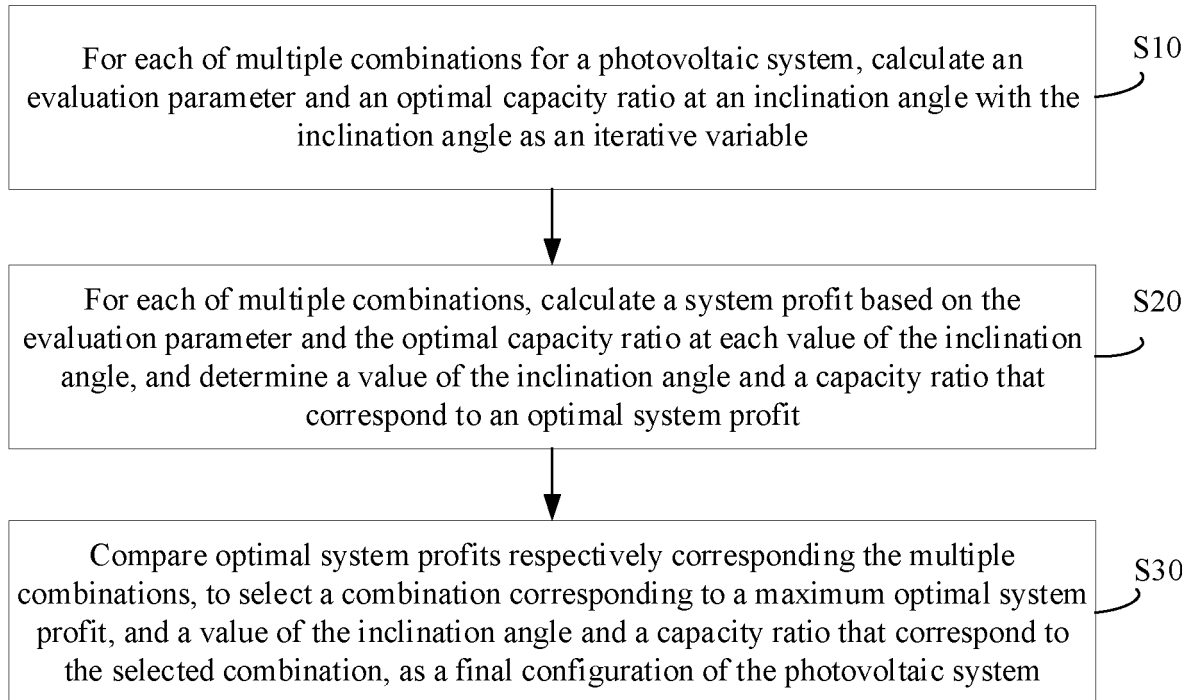 For each of multiple combinations for a photovoltaic system, calculate an
evaluation parameter and an optimal capacity ratio at an inclination angle with the
inclination angle as an iterative variable
S10
For each of multiple combinations, calculate a system profit based on the
evaluation parameter and the optimal capacity ratio at each value of the inclination
angle, and determine a value of the inclination angle and a capacity ratio that
correspond to an optimal system profit
S20
Compare optimal system profits respectively corresponding the multiple
combinations, to select a combination corresponding to a maximum optimal system
profit, and a value of the inclination angle and a capacity ratio that correspond to
the selected combination, as a final configuration of the photovoltaic system
S30